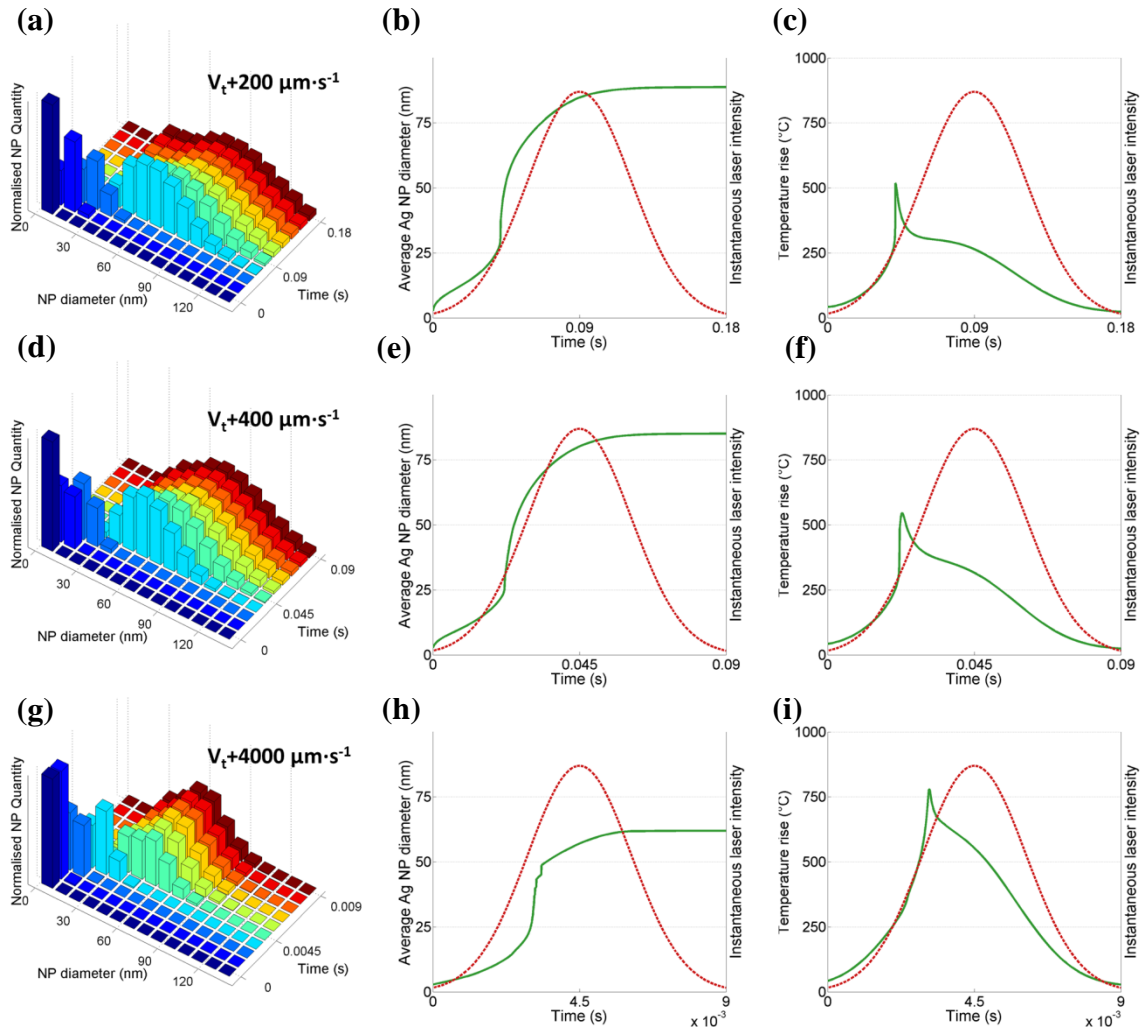 (a)
V_t+200 µm·s⁻¹
Normalised NP Quantity
0
30
60
90
120
NP diameter (nm)
0
0.09
0.18
Time (s)
(b)
Average Ag NP diameter (nm)
75
50
25
0
0
0.09
0.18
Time (s)
Instantaneous laser intensity
(c)
Temperature rise (°C)
1000
750
500
250
0
0
0.09
0.18
Time (s)
Instantaneous laser intensity
(d)
V_t+400 µm·s⁻¹
Normalised NP Quantity
0
30
60
90
120
NP diameter (nm)
0
0.045
0.09
Time (s)
(e)
Average Ag NP diameter (nm)
75
50
25
0
0
0.045
0.09
Time (s)
Instantaneous laser intensity
(f)
Temperature rise (°C)
1000
750
500
250
0
0
0.045
0.09
Time (s)
Instantaneous laser intensity
(g)
V_t+4000 µm·s⁻¹
Normalised NP Quantity
0
30
60
90
120
NP diameter (nm)
0
0.0045
0.009
Time (s)
(h)
Average Ag NP diameter (nm)
75
50
25
0
0
4.5
9
x 10⁻³
Time (s)
Instantaneous laser intensity
(i)
Temperature rise (°C)
1000
750
500
250
0
0
4.5
9
x 10⁻³
Time (s)
Instantaneous laser intensity